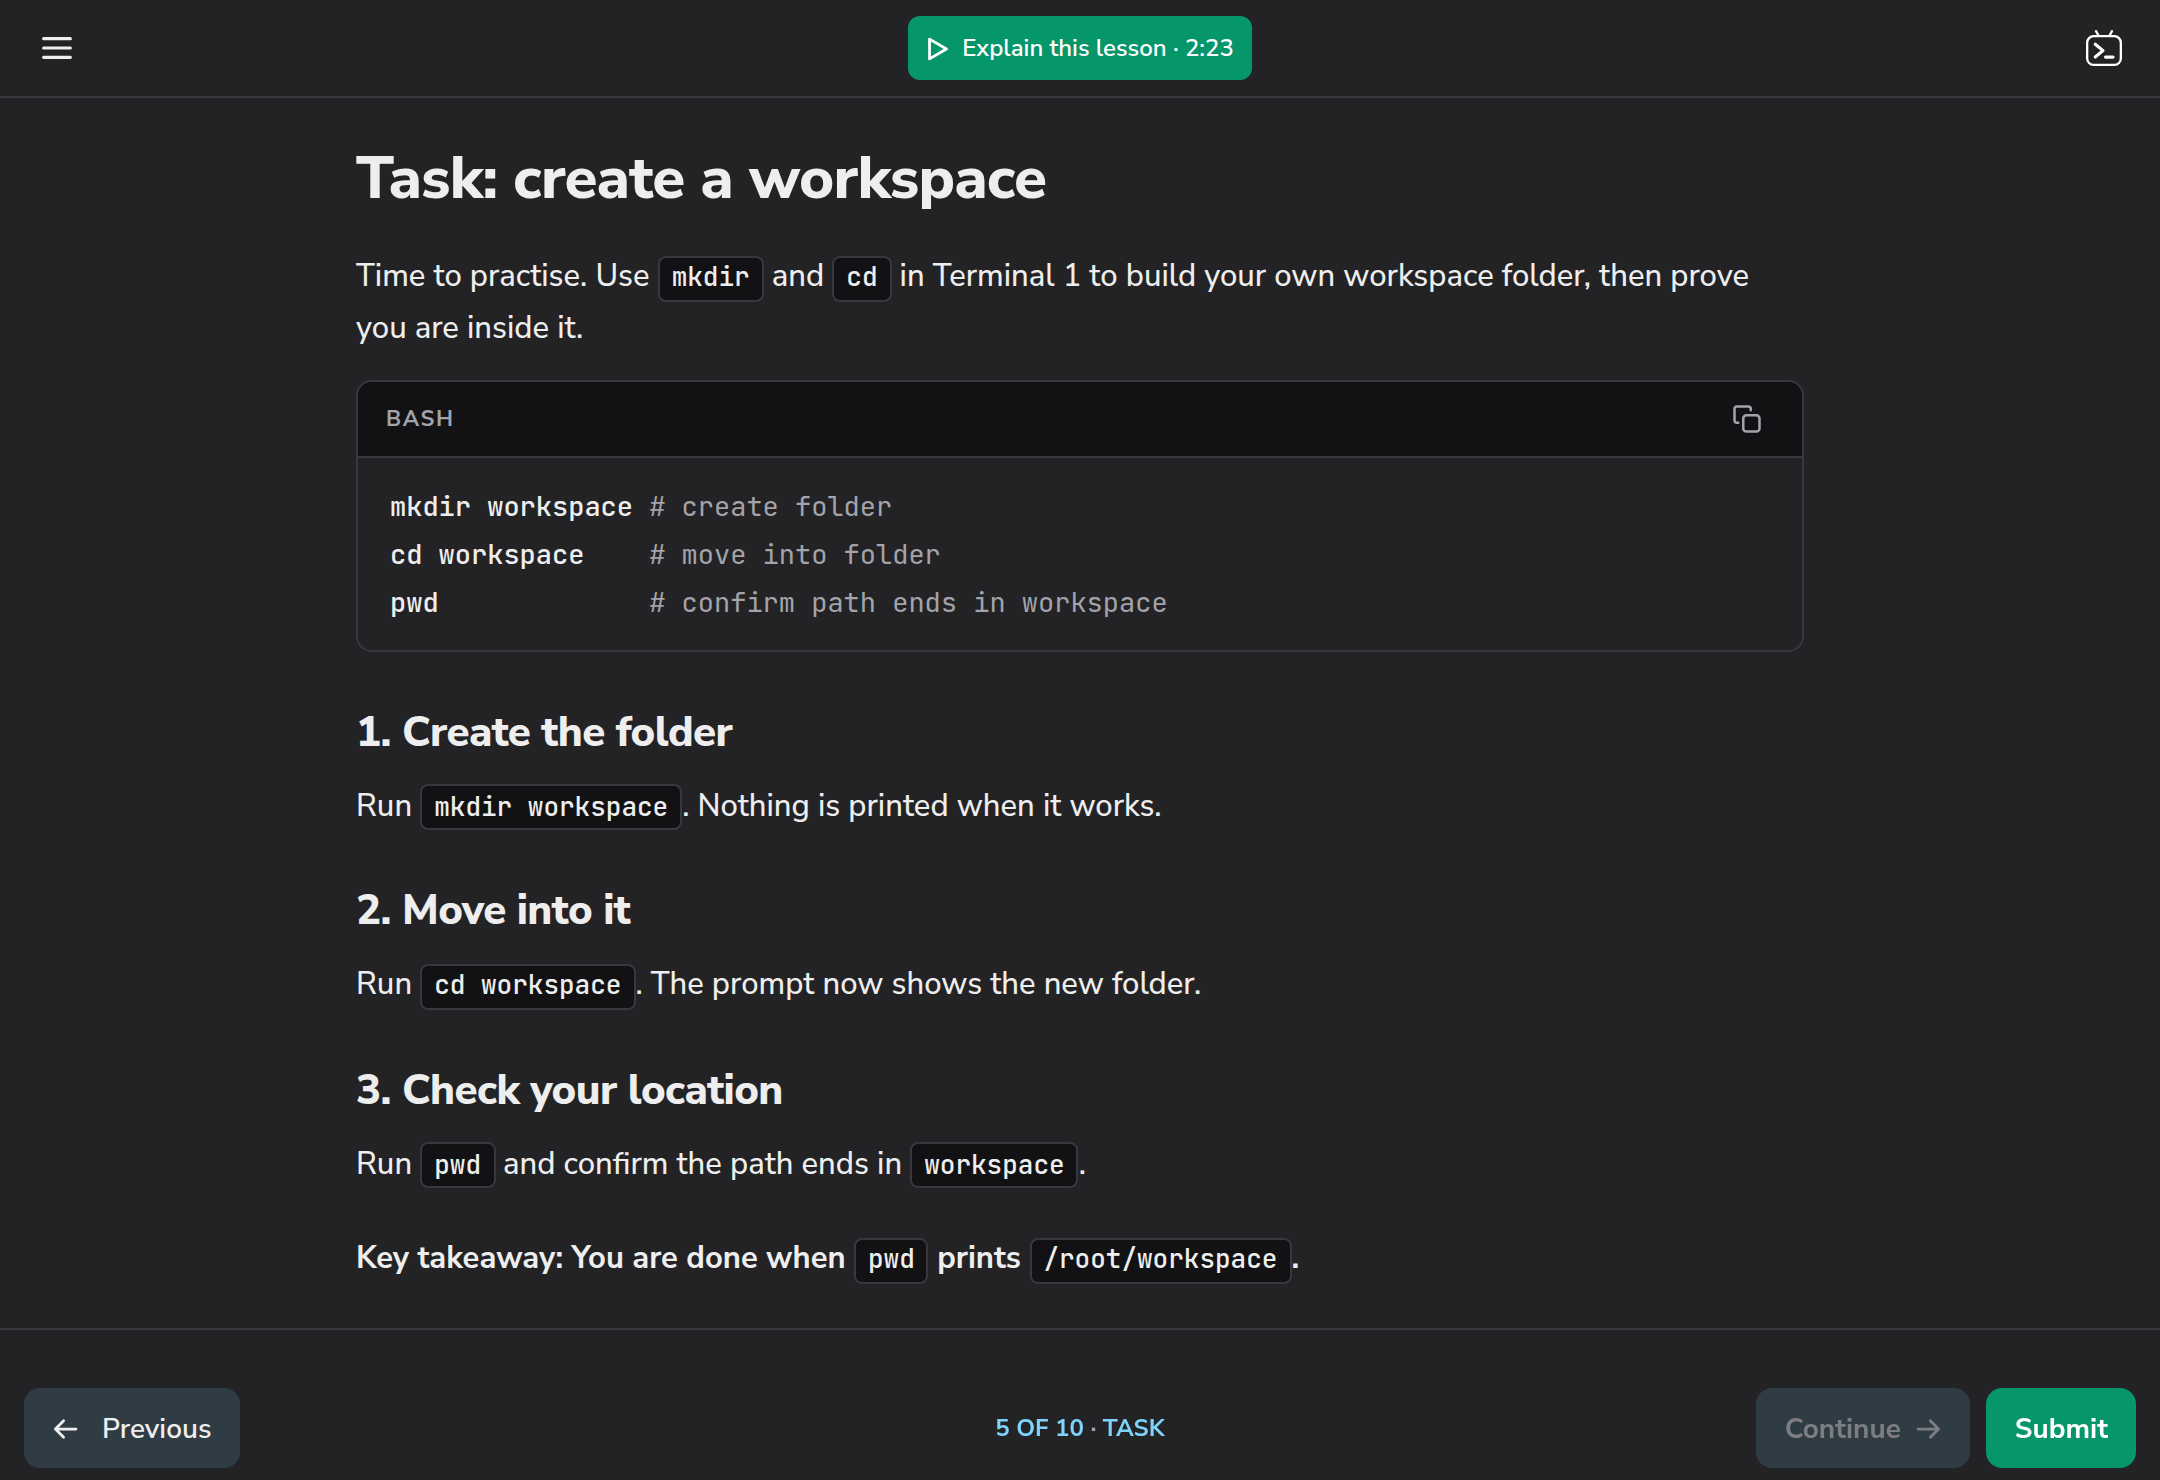 Explain this lesson · 2:23
Task: create a workspace
Time to practise. Use mkdir and cd in Terminal 1 to build your own workspace folder, then prove
you are inside it.
BASH
mkdir workspace # create folder
cd workspace    # move into folder
pwd             # confirm path ends in workspace
1. Create the folder
Run mkdir workspace. Nothing is printed when it works.
2. Move into it
Run cd workspace. The prompt now shows the new folder.
3. Check your location
Run pwd and confirm the path ends in workspace.
Key takeaway: You are done when pwd prints /root/workspace.
Previous
5 OF 10 · TASK
Continue
Submit